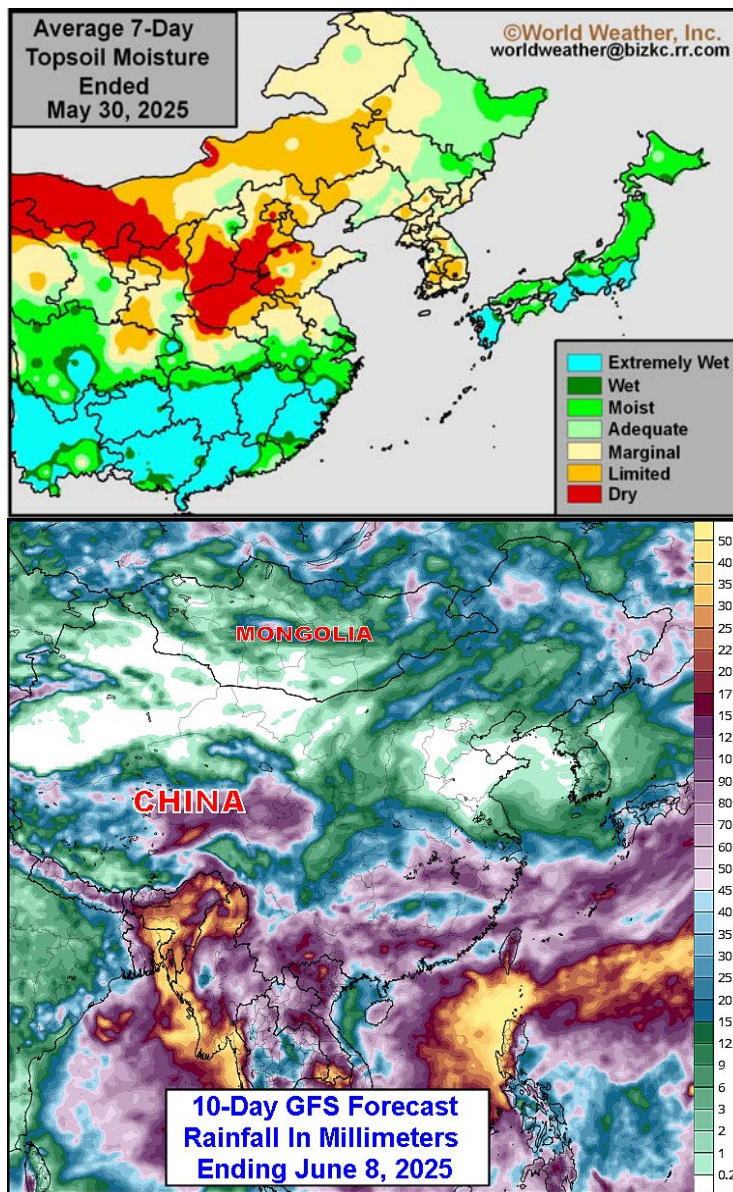 Average 7-Day
Topsoil Moisture
Ended
May 30, 2025
©World Weather, Inc.
worldweather@bizkc.rr.com
Extremely Wet
Wet
Moist
Adequate
Marginal
Limited
Dry
MONGOLIA
CHINA
10-Day GFS Forecast
Rainfall In Millimeters
Ending June 8, 2025
50
40
35
30
25
22
20
17
15
12
10
90
80
70
60
50
45
40
35
30
25
20
15
12
9
6
3
2
1
0.2